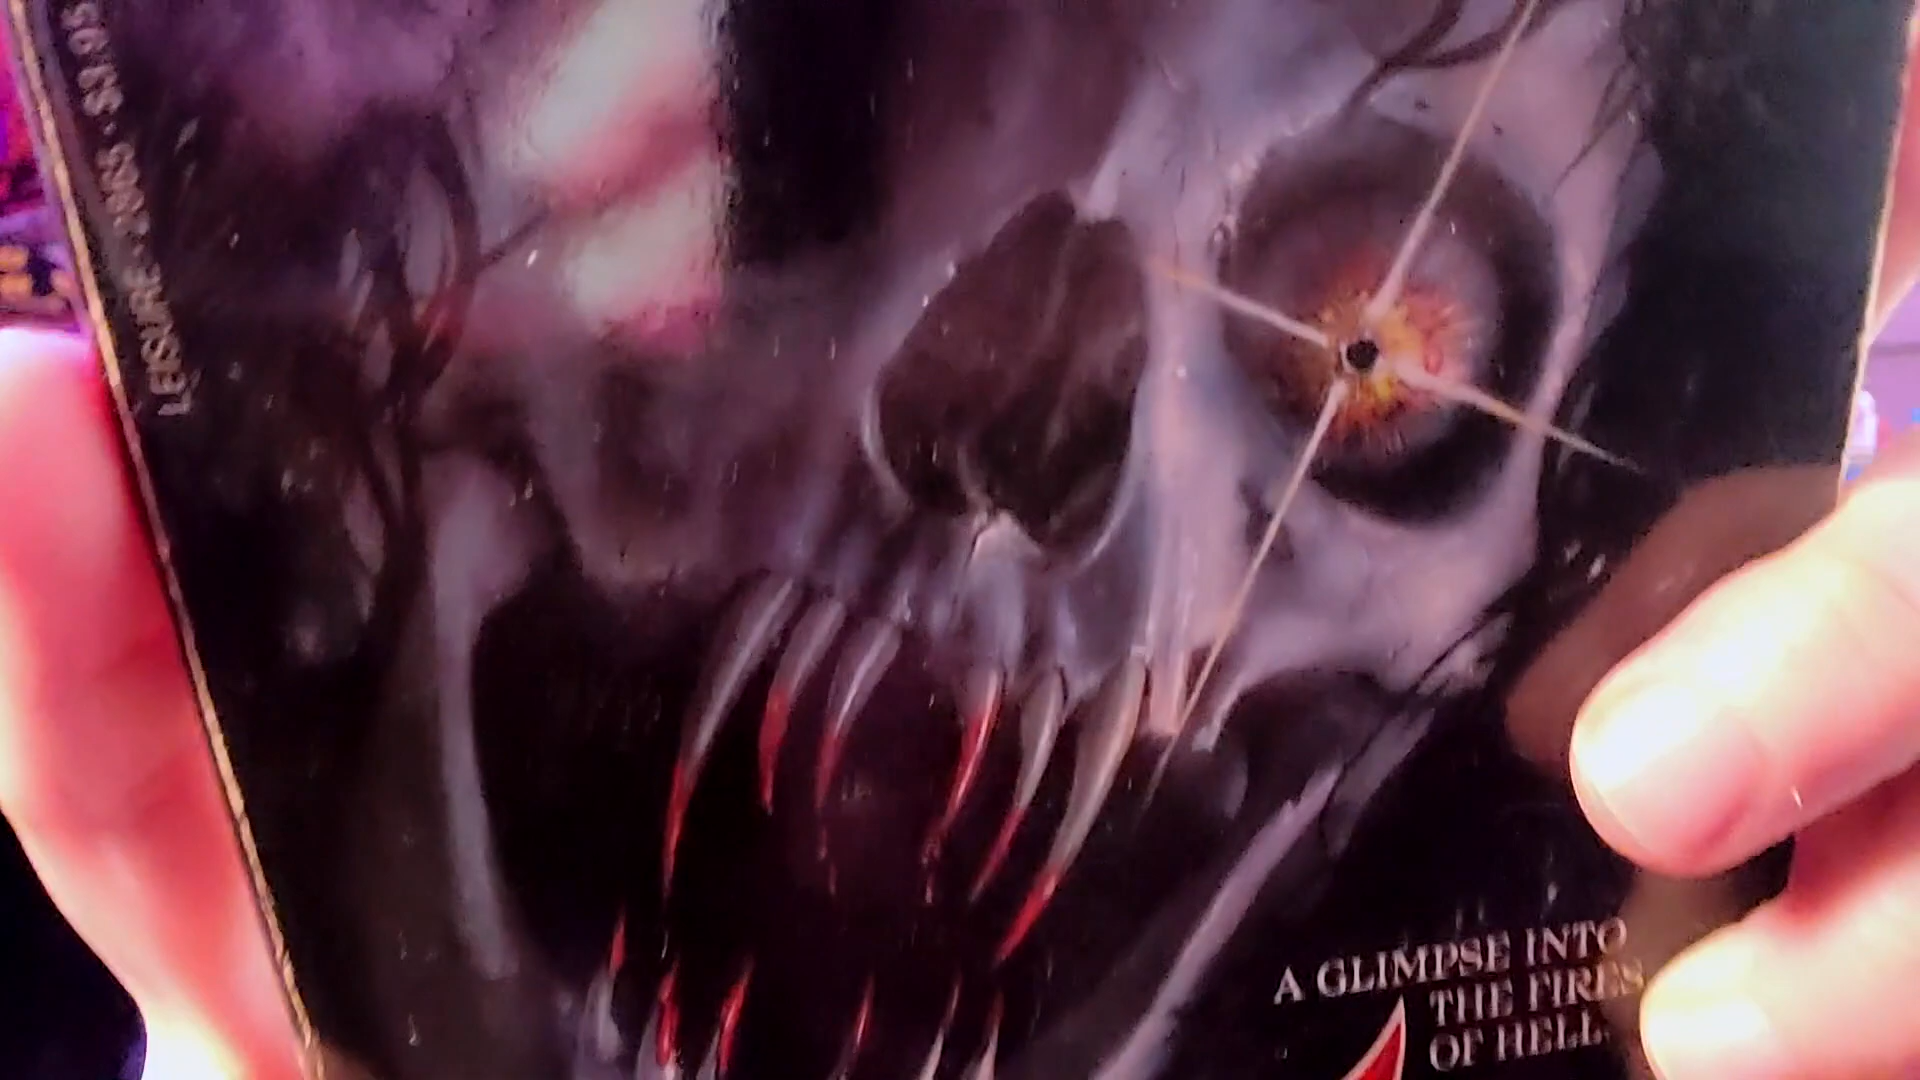 LEISURE
A GLIMPSE INTO
THE FIRES
OF HELL